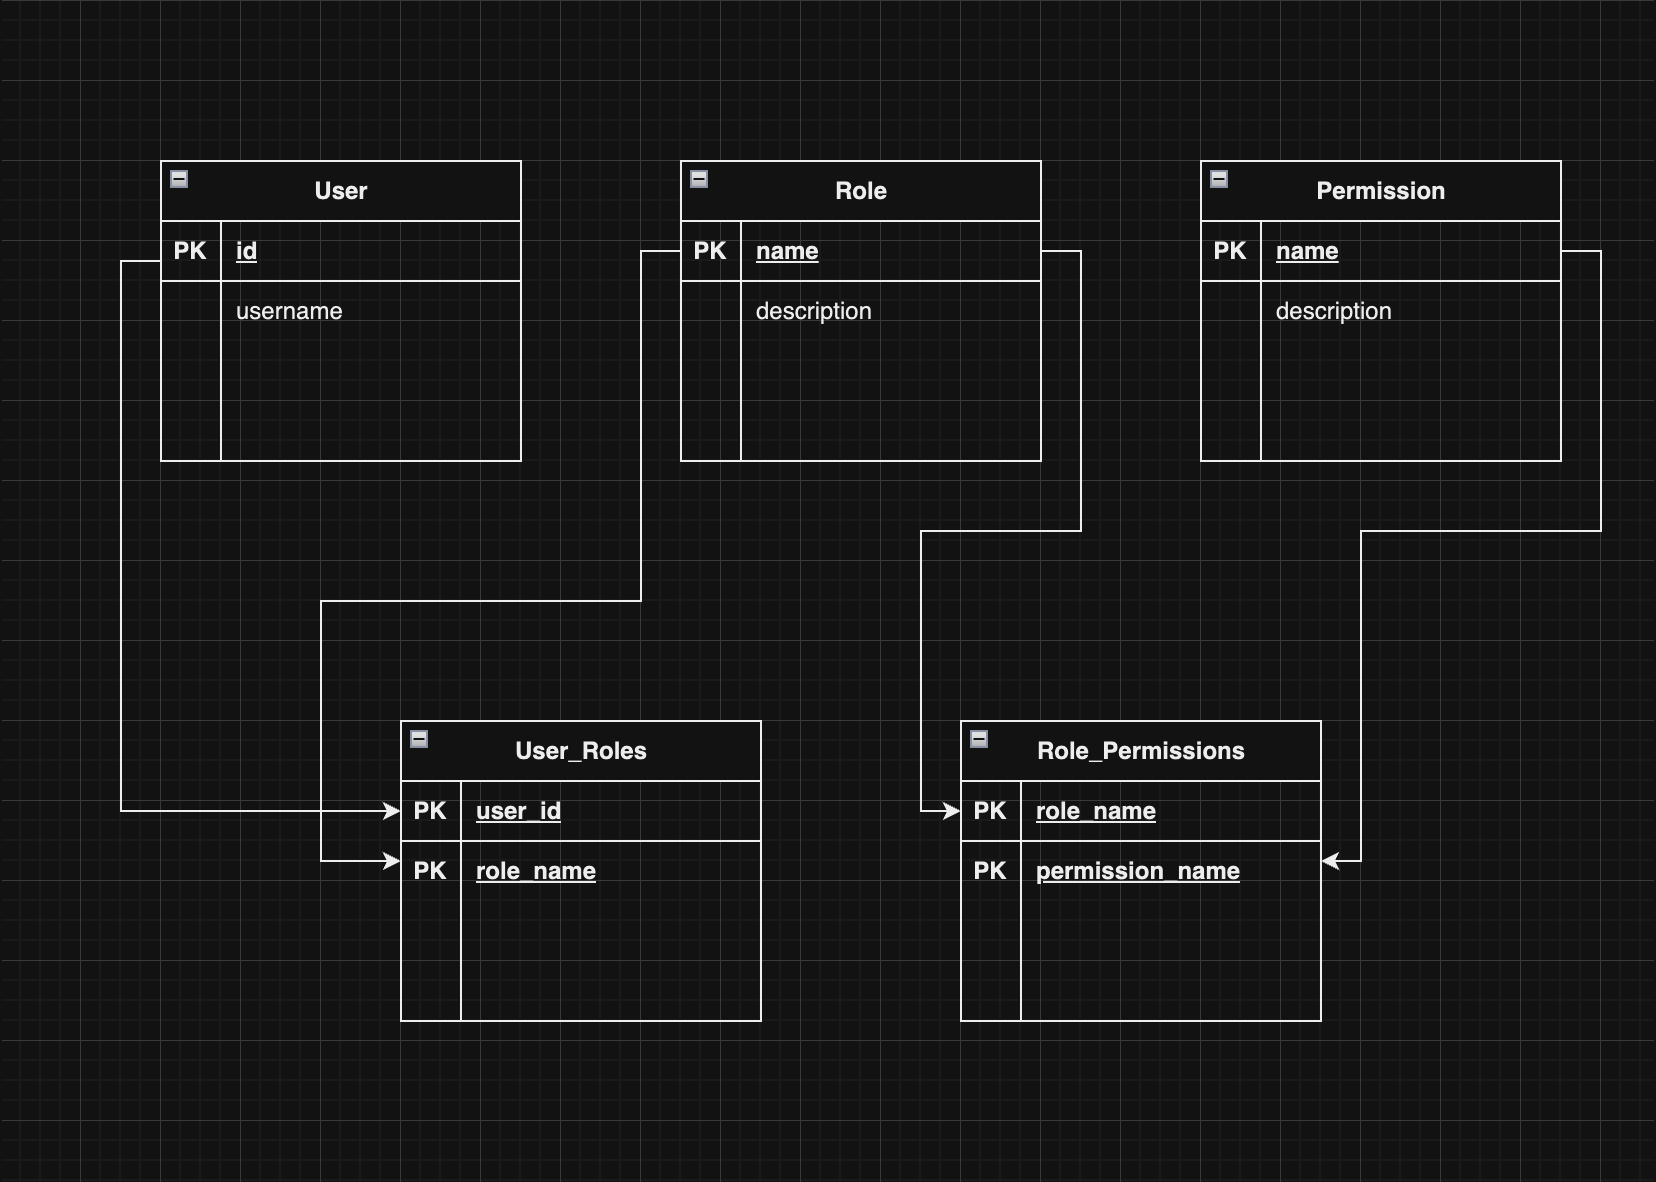 User
PK id
username
Role
PK name
description
Permission
PK name
description
User_Roles
PK user_id
PK role_name
Role_Permissions
PK role_name
PK permission_name